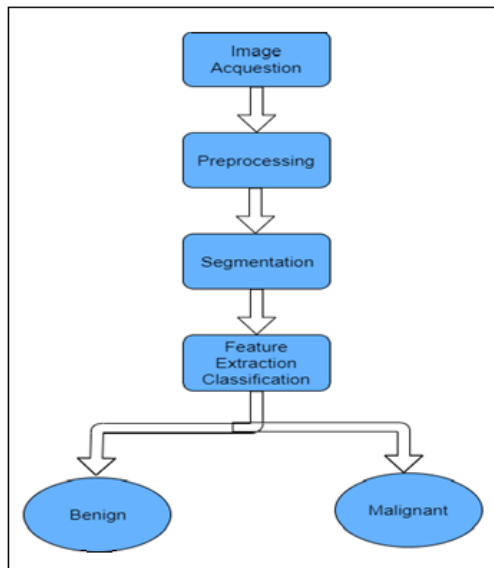 Image
Acquestion
Preprocessing
Segmentation
Feature
Extraction
Classification
Benign
Malignant